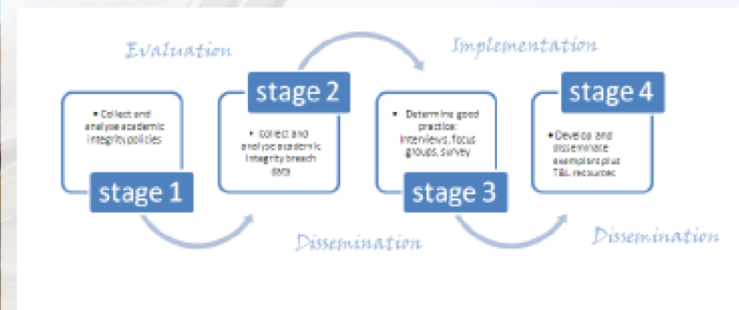 Evaluation
Implementation
stage 1
• Collect and
analyse academic
integrity policies
stage 2
• Collect and
analyse academic
integrity breach
data
stage 3
• Determine good
practice:
Interviews, focus
groups, survey
stage 4
• Develop and
disseminate
exemplars plus
T&L resources
Dissemination
Dissemination